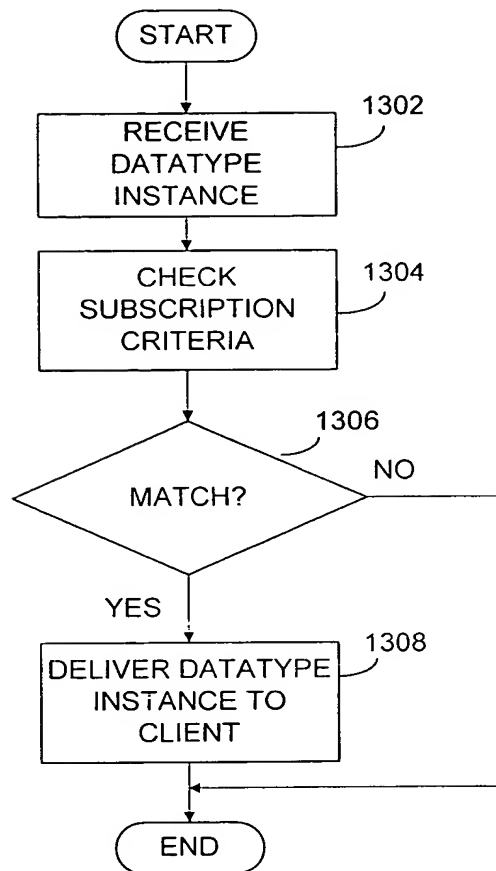 START
1302
RECEIVE
DATATYPE
INSTANCE
1304
CHECK
SUBSCRIPTION
CRITERIA
1306
MATCH?
NO
YES
1308
DELIVER DATATYPE
INSTANCE TO
CLIENT
END